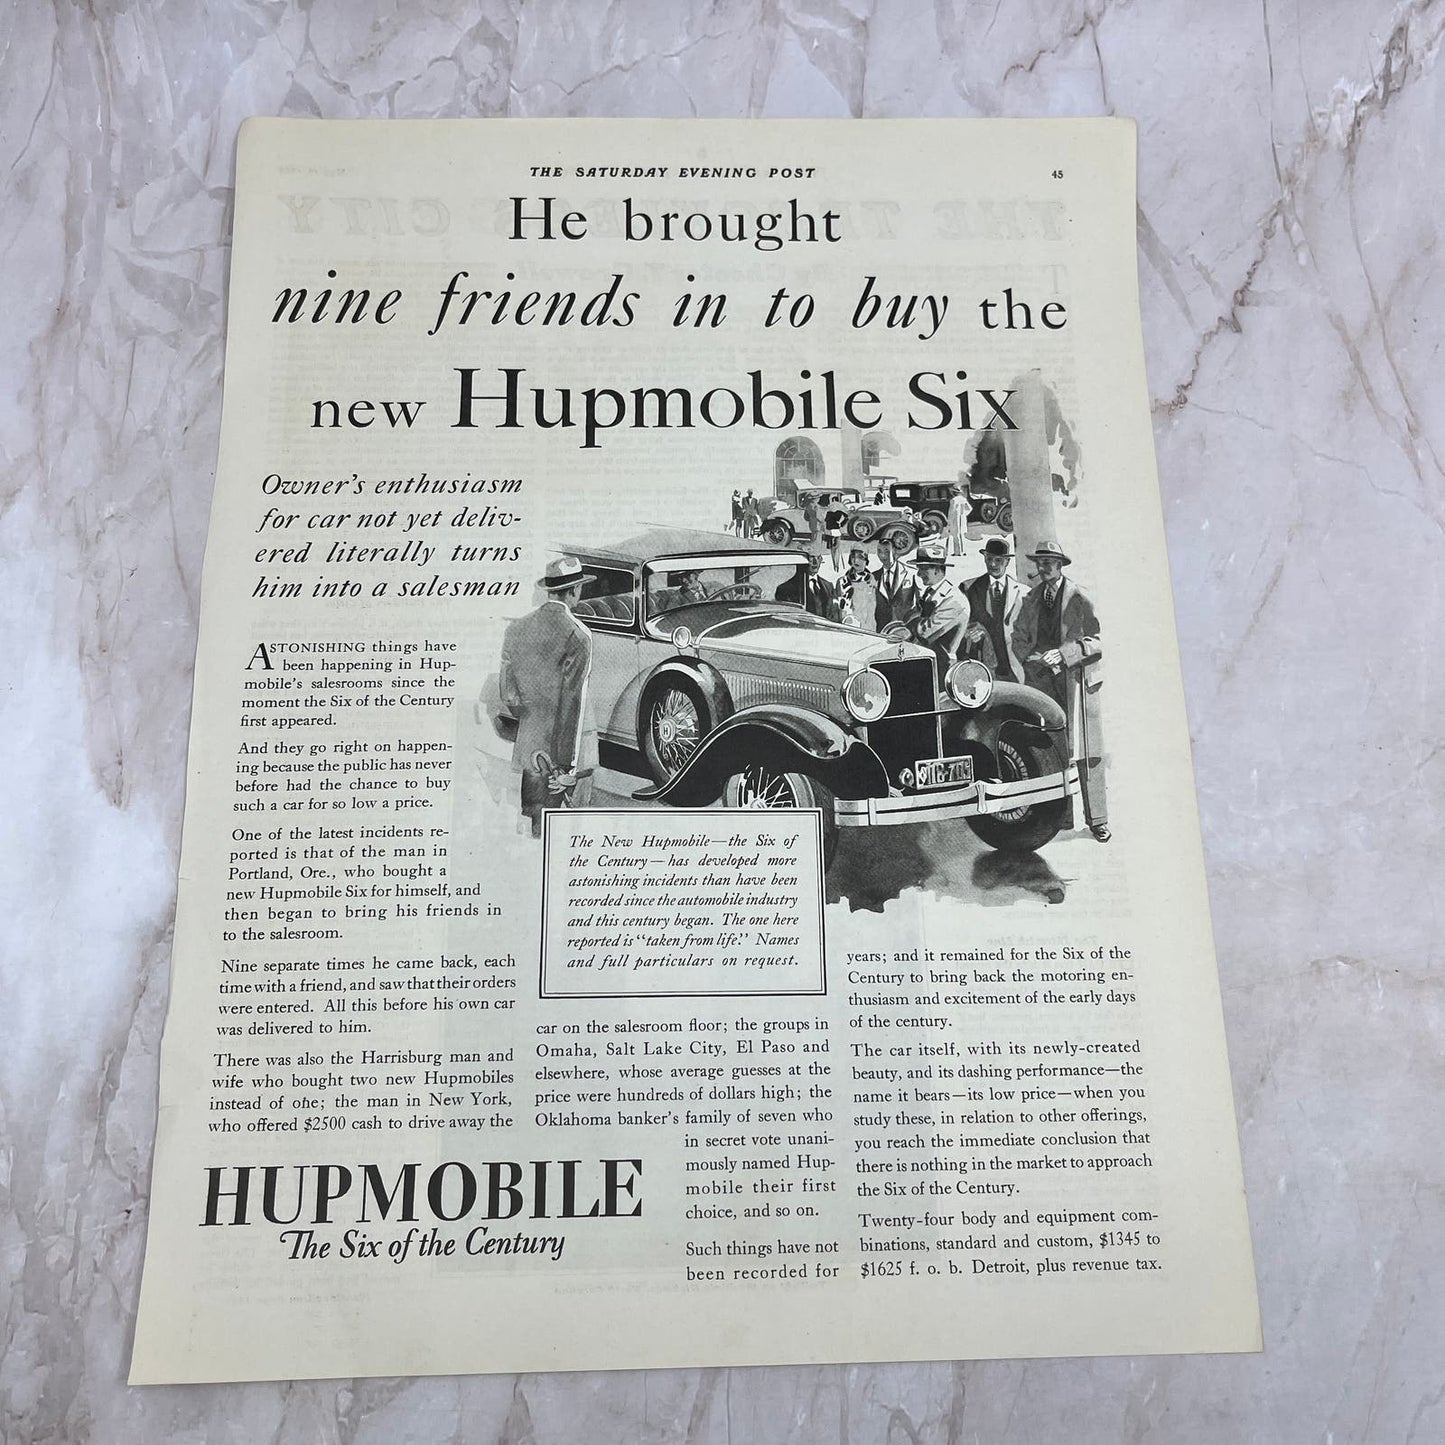 THE SATURDAY EVENING POST
45
He brought
nine friends in to buy the
new Hupmobile Six
Owner's enthusiasm
for car not yet deliv-
ered literally turns
him into a salesman
ASTONISHING things have
been happening in Hup-
mobile's salesrooms since the
moment the Six of the Century
first appeared.
And they go right on happen-
ing because the public has never
before had the chance to buy
such a car for so low a price.
One of the latest incidents re-
ported is that of the man in
Portland, Ore., who bought a
new Hupmobile Six for himself, and
then began to bring his friends in
to the salesroom.
Nine separate times he came back, each
time with a friend, and saw that their orders
were entered. All this before his own car
was delivered to him.
There was also the Harrisburg man and
wife who bought two new Hupmobiles
instead of one; the man in New York,
who offered $2500 cash to drive away the
The New Hupmobile—the Six of
the Century—has developed more
astonishing incidents than have been
recorded since the automobile industry
and this century began. The one here
reported is "taken from life." Names
and full particulars on request.
car on the salesroom floor; the groups in
Omaha, Salt Lake City, El Paso and
elsewhere, whose average guesses at the
price were hundreds of dollars high; the
Oklahoma banker's family of seven who
in secret vote unani-
mously named Hup-
mobile their first
choice, and so on.
Such things have not
been recorded for
years; and it remained for the Six of the
Century to bring back the motoring en-
thusiasm and excitement of the early days
of the century.
The car itself, with its newly-created
beauty, and its dashing performance—the
name it bears—its low price—when you
study these, in relation to other offerings,
you reach the immediate conclusion that
there is nothing in the market to approach
the Six of the Century.
Twenty-four body and equipment com-
binations, standard and custom, $1345 to
$1625 f. o. b. Detroit, plus revenue tax.
HUPMOBILE
The Six of the Century